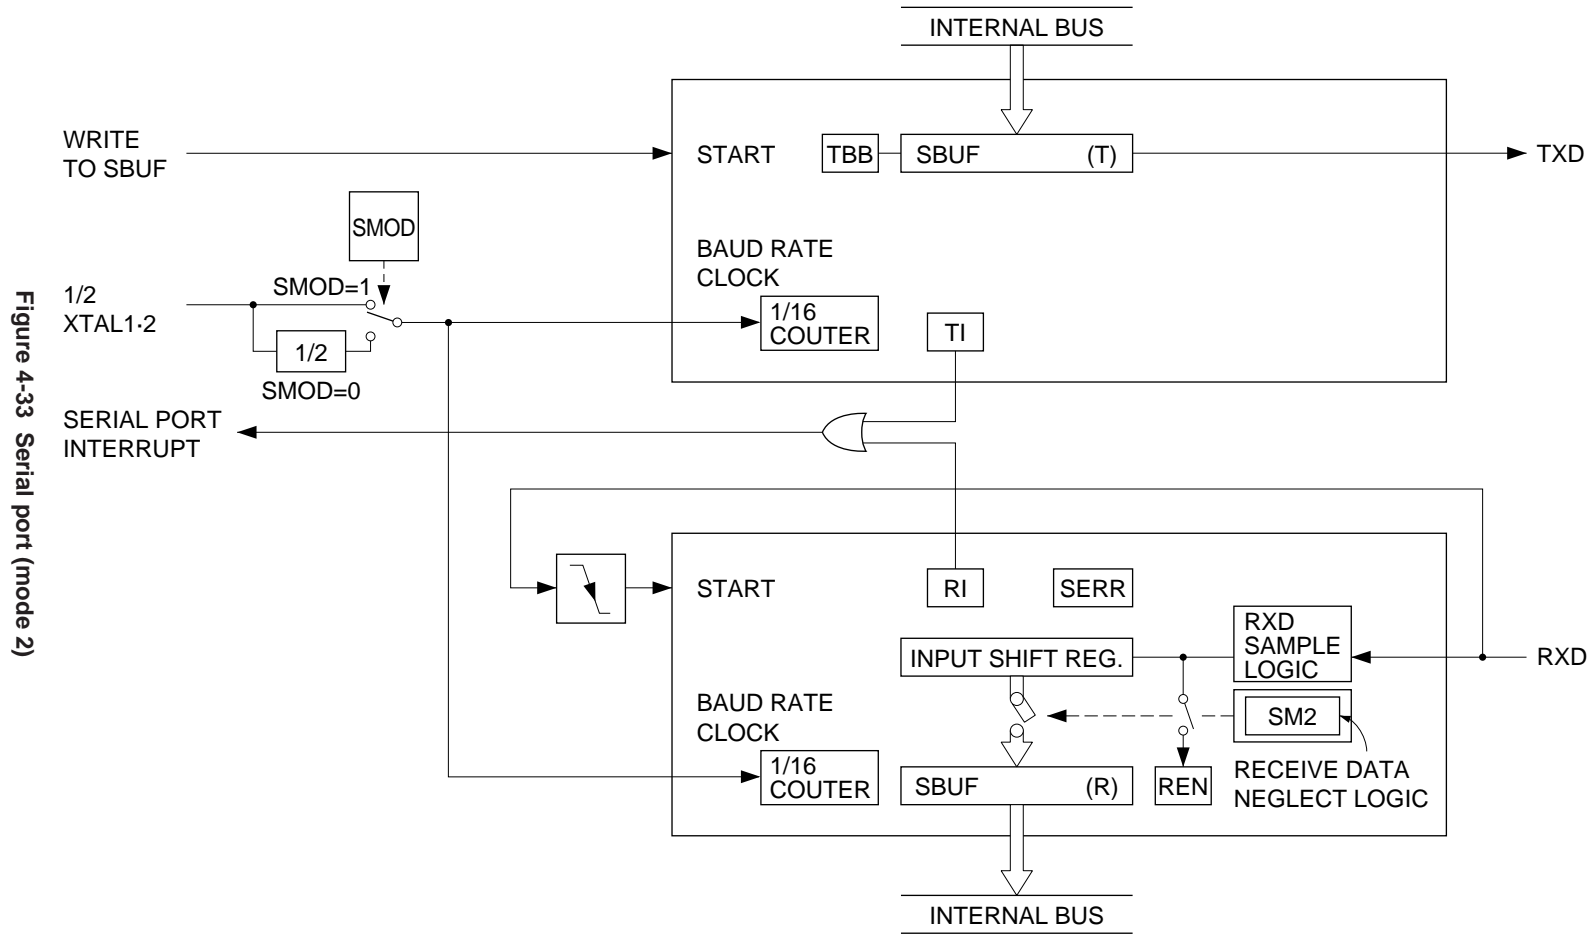 INTERNAL BUS
WRITE
TO SBUF
START
TBB
SBUF (T)
TXD
SMOD
BAUD RATE
CLOCK
SMOD=1
1/2
XTAL1·2
1/16
COUTER
TI
1/2
SMOD=0
SERIAL PORT
INTERRUPT
START
RI
SERR
RXD
SAMPLE
LOGIC
RXD
INPUT SHIFT REG.
BAUD RATE
CLOCK
SM2
1/16
COUTER
SBUF (R)
REN
RECEIVE DATA
NEGLECT LOGIC
INTERNAL BUS
Figure 4-33 Serial port (mode 2)